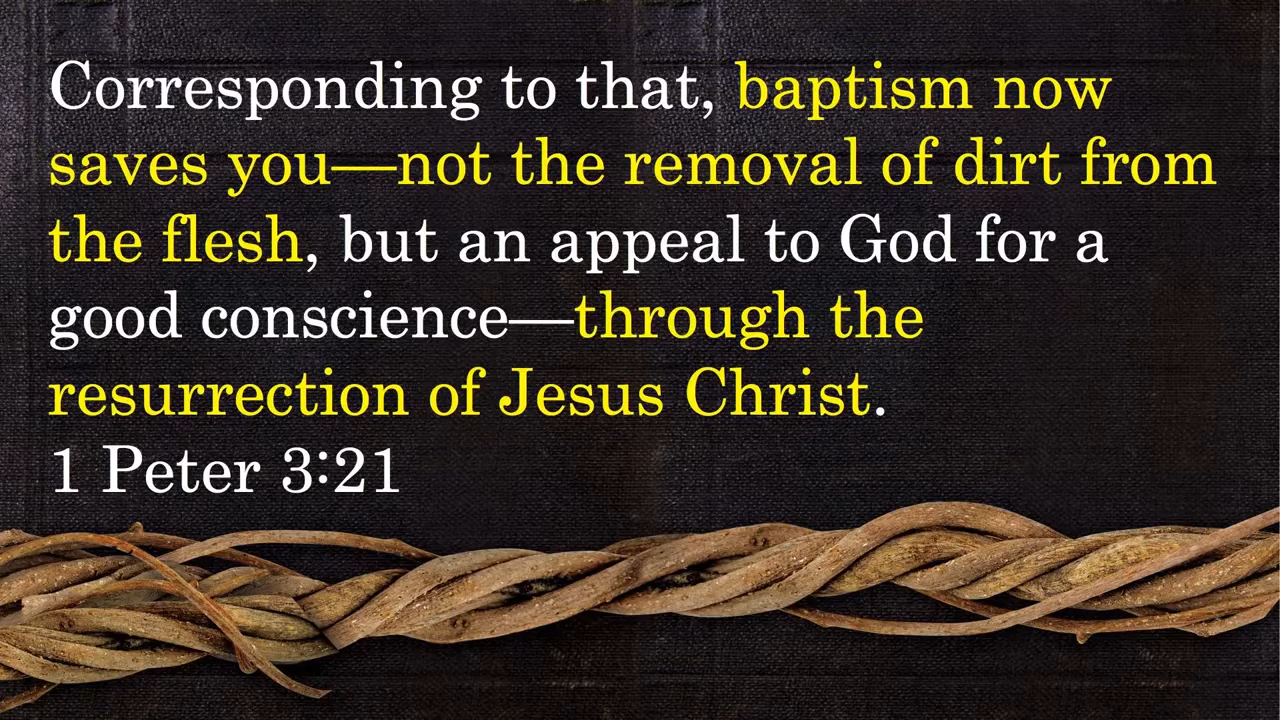 Corresponding to that, baptism now
saves you—not the removal of dirt from
the flesh, but an appeal to God for a
good conscience—through the
resurrection of Jesus Christ.
1 Peter 3:21